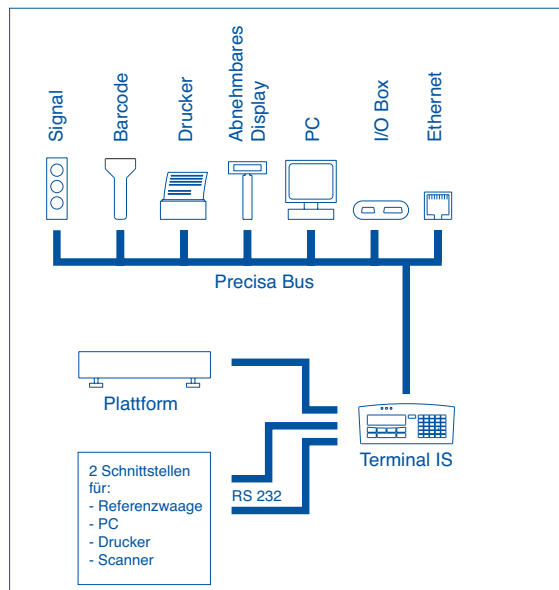 Signal
Barcode
Drucker
Abnehmbares
Display
PC
I/O Box
Ethernet
Precisa Bus
Plattform
Terminal IS
2 Schnittstellen
für:
- Referenzwaage
- PC
- Drucker
- Scanner
RS 232